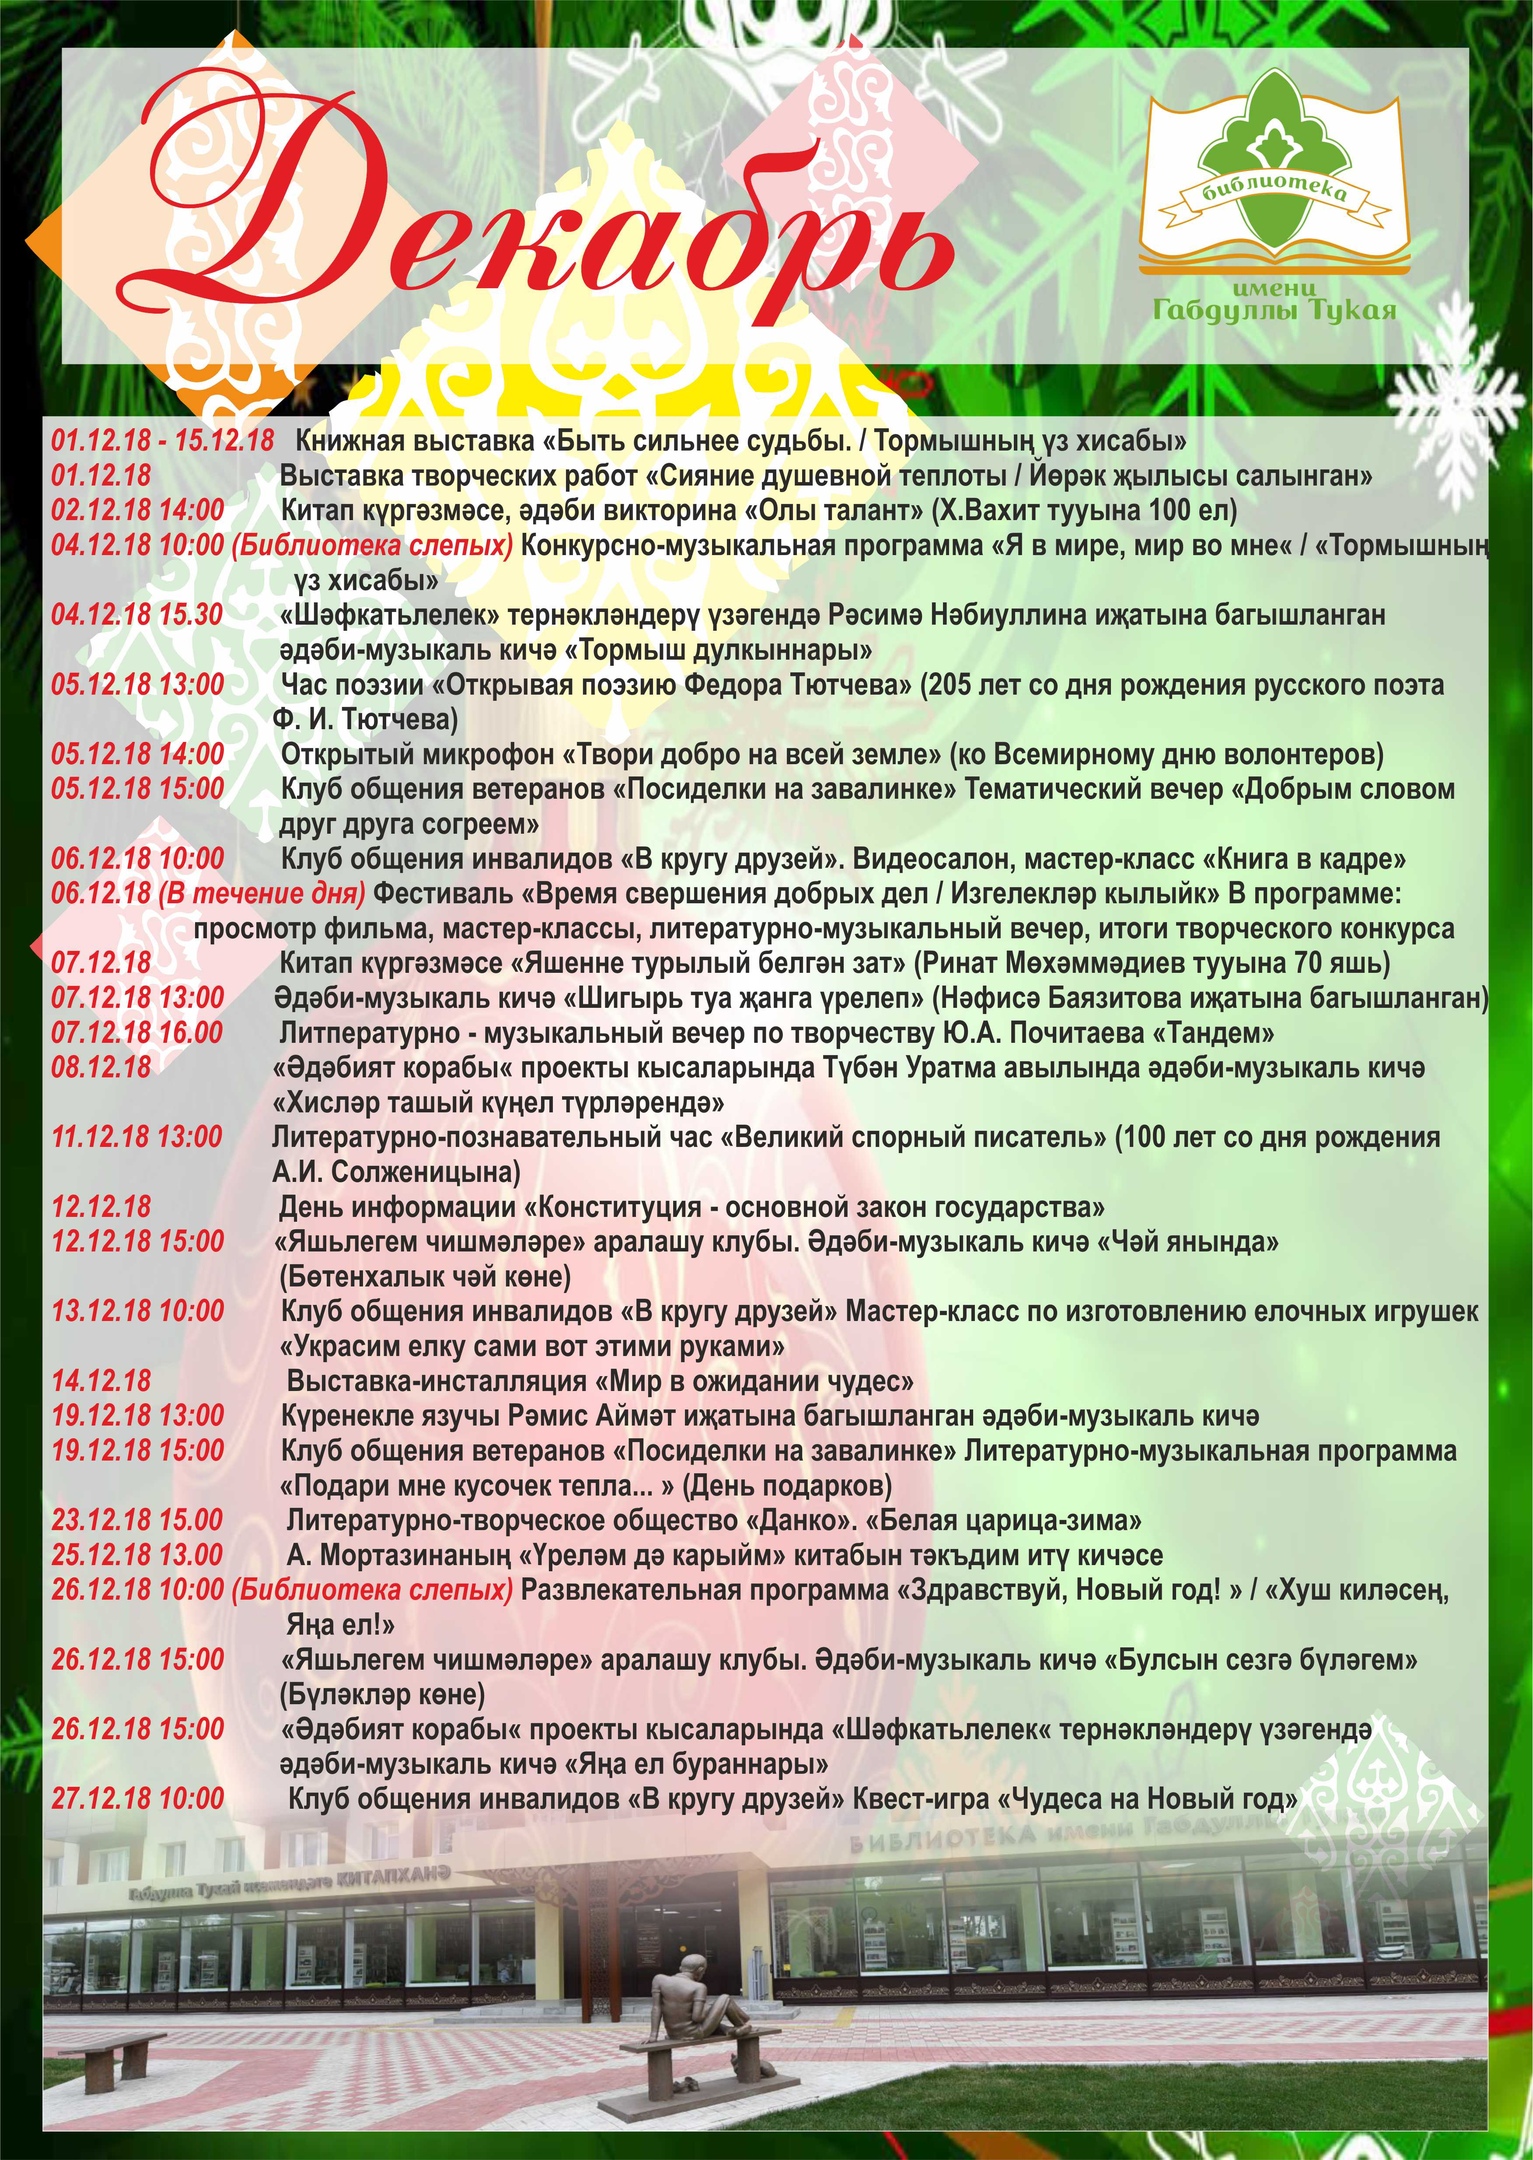 Декабрь
библиотека
имени
Габдуллы Тукая
01.12.18 - 15.12.18 Книжная выставка «Быть сильнее судьбы. / Тормышның үз хисабы»
01.12.18 Выставка творческих работ «Сияние душевной теплоты / Йөрәк җылысы салынган»
02.12.18 14:00 Китап күргәзмәсе, әдәби викторина «Олы талант» (Х.Вахит тууына 100 ел)
04.12.18 10:00 (Библиотека слепых) Конкурсно-музыкальная программа «Я в мире, мир во мне« / «Тормышның
үз хисабы»
04.12.18 15.30 «Шәфкатьлелек» тернәкләндерү үзәгендә Рәсимә Нәбиуллина иҗатына багышланган
әдәби-музыкаль кичә «Тормыш дулкыннары»
05.12.18 13:00 Час поэзии «Открывая поэзию Федора Тютчева» (205 лет со дня рождения русского поэта
Ф. И. Тютчева)
05.12.18 14:00 Открытый микрофон «Твори добро на всей земле» (ко Всемирному дню волонтеров)
05.12.18 15:00 Клуб общения ветеранов «Посиделки на завалинке» Тематический вечер «Добрым словом
друг друга согреем»
06.12.18 10:00 Клуб общения инвалидов «В кругу друзей». Видеосалон, мастер-класс «Книга в кадре»
06.12.18 (В течение дня) Фестиваль «Время свершения добрых дел / Изгелекләр кылыйк» В программе:
просмотр фильма, мастер-классы, литературно-музыкальный вечер, итоги творческого конкурса
07.12.18 Китап күргәзмәсе «Яшенне турылый белгән зат» (Ринат Мөхәммәдиев тууына 70 яшь)
07.12.18 13:00 Әдәби-музыкаль кичә «Шигырь туа җанга үрелеп» (Нәфисә Баязитова иҗатына багышланган)
07.12.18 16.00 Литпературно - музыкальный вечер по творчеству Ю.А. Почитаева «Тандем»
08.12.18 «Әдәбият корабы« проекты кысаларында Түбән Уратма авылында әдәби-музыкаль кичә
«Хисләр ташый күңел түрләрендә»
11.12.18 13:00 Литературно-познавательный час «Великий спорный писатель» (100 лет со дня рождения
А.И. Солженицына)
12.12.18 День информации «Конституция - основной закон государства»
12.12.18 15:00 «Яшьлегем чишмәләре» аралашу клубы. Әдәби-музыкаль кичә «Чәй янында»
(Бөтенхалык чәй көне)
13.12.18 10:00 Клуб общения инвалидов «В кругу друзей» Мастер-класс по изготовлению елочных игрушек
«Украсим елку сами вот этими руками»
14.12.18 Выставка-инсталляция «Мир в ожидании чудес»
19.12.18 13:00 Күренекле язучы Рәмис Аймәт иҗатына багышланган әдәби-музыкаль кичә
19.12.18 15:00 Клуб общения ветеранов «Посиделки на завалинке» Литературно-музыкальная программа
«Подари мне кусочек тепла... » (День подарков)
23.12.18 15.00 Литературно-творческое общество «Данко». «Белая царица-зима»
25.12.18 13.00 А. Мортазинаның «Үреләм дә карыйм» китабын тәкъдим итү кичәсе
26.12.18 10:00 (Библиотека слепых) Развлекательная программа «Здравствуй, Новый год! » / «Хуш киләсең,
Яңа ел!»
26.12.18 15:00 «Яшьлегем чишмәләре» аралашу клубы. Әдәби-музыкаль кичә «Булсын сезгә бүләгем»
(Бүләкләр көне)
26.12.18 15:00 «Әдәбият корабы« проекты кысаларында «Шәфкатьлелек« тернәкләндерү үзәгендә
әдәби-музыкаль кичә «Яңа ел бураннары»
27.12.18 10:00 Клуб общения инвалидов «В кругу друзей» Квест-игра «Чудеса на Новый год»
БИБЛИОТЕКА имени
Габдулла Тукай исемендәге КИТАПХАНӘ